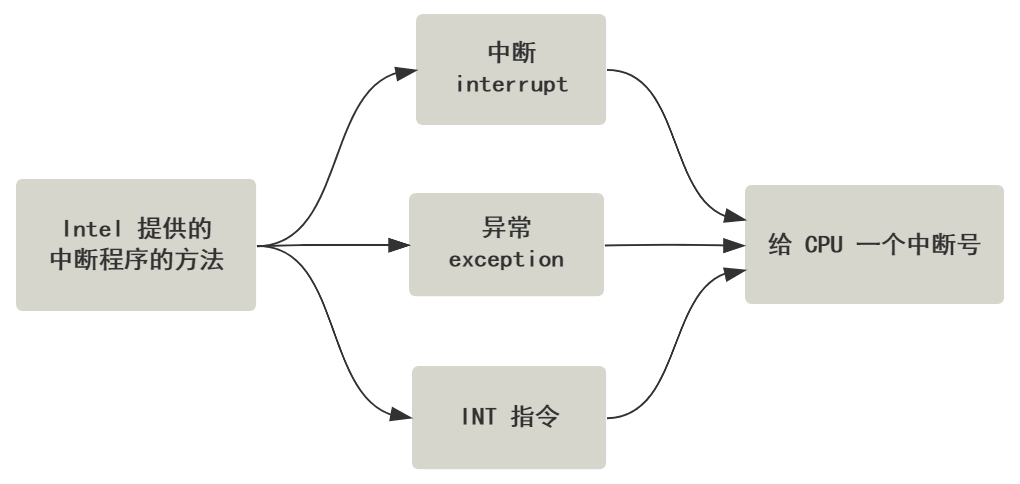 中断
interrupt
Intel 提供的
中断程序的方法
异常
exception
给 CPU 一个中断号
INT 指令